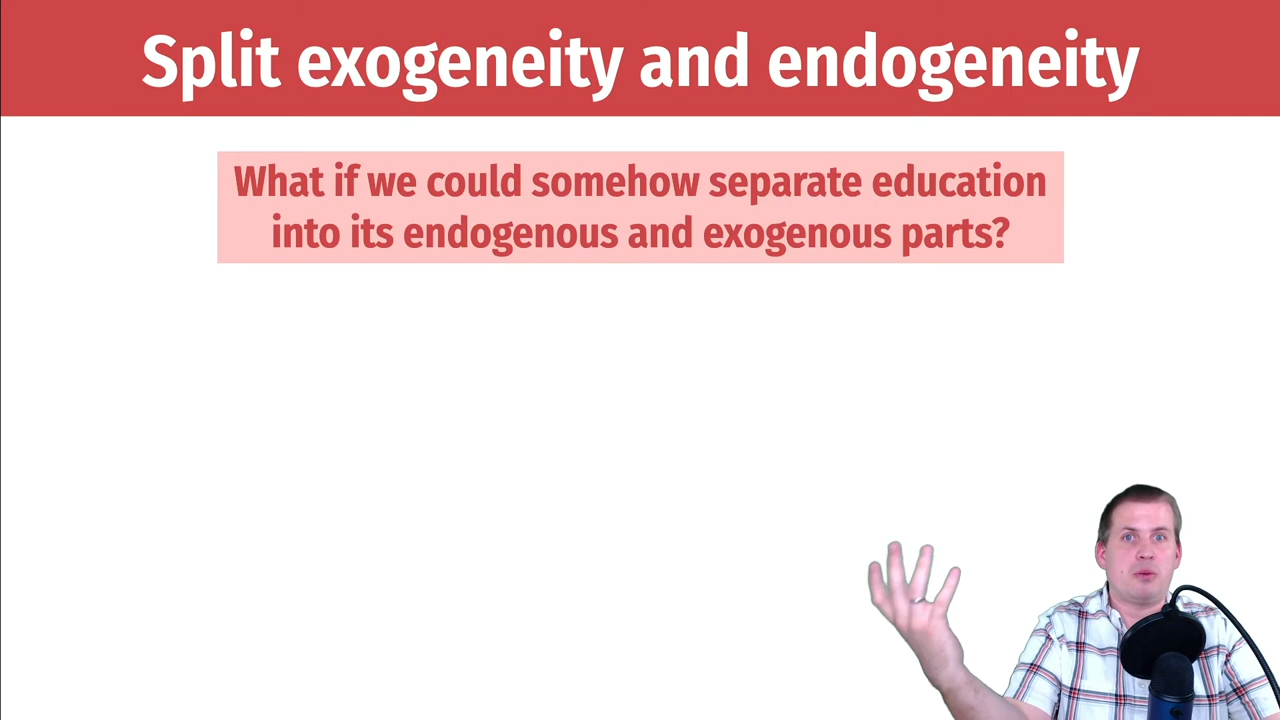 Split exogeneity and endogeneity
What if we could somehow separate education
into its endogenous and exogenous parts?